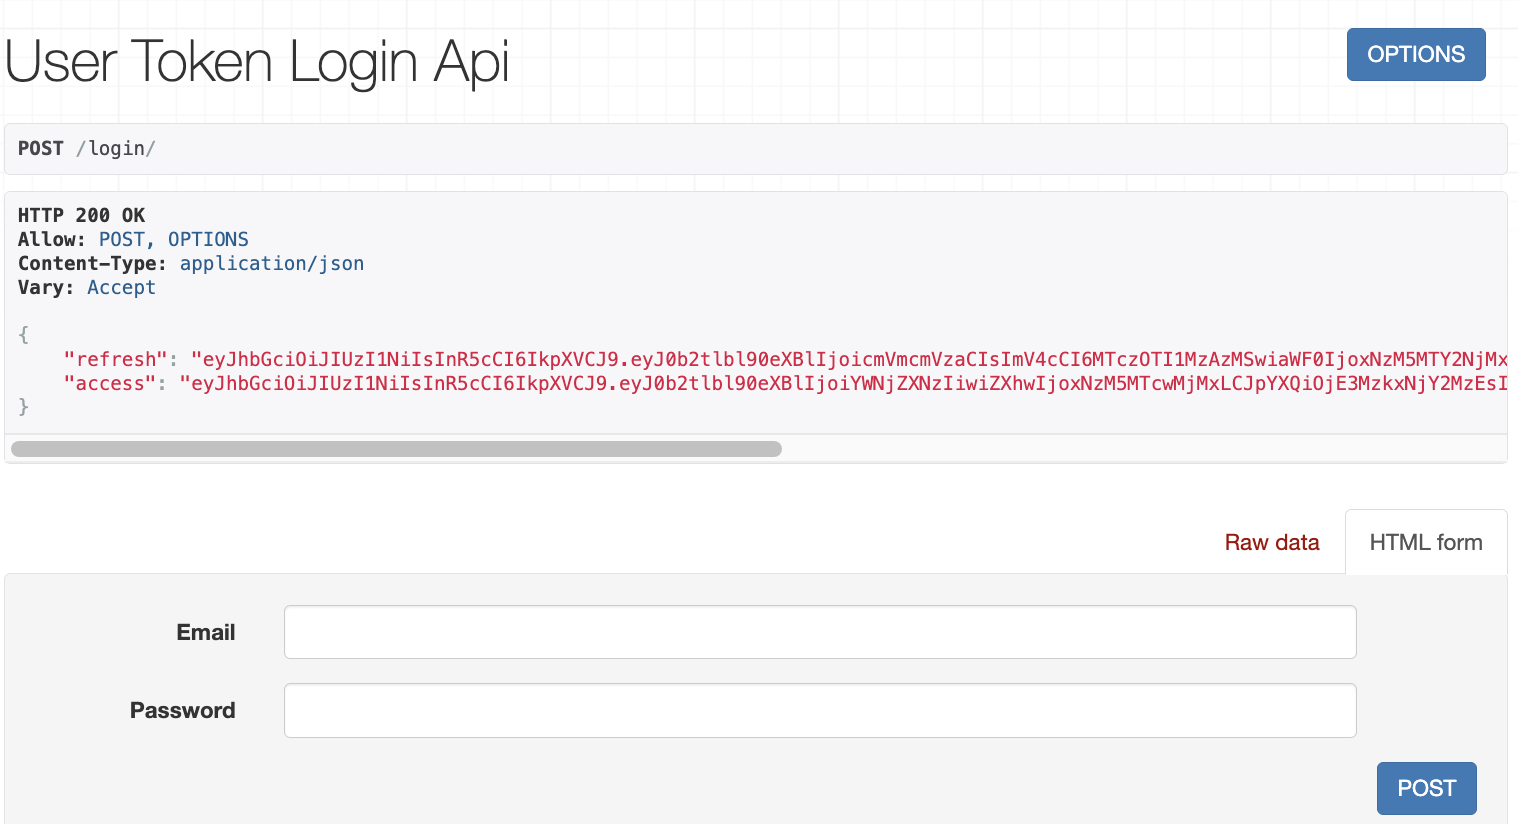 User Token Login Api
OPTIONS
POST /login/
HTTP 200 OK
Allow: POST, OPTIONS
Content-Type: application/json
Vary: Accept
{
"refresh": "eyJhbGciOiJIUzI1NiIsInR5cCI6IkpXVCJ9.eyJ0b2tlbl90eXBlIjoicmVmcmVzaCIsImV4cCI6MTczOTI1MzAzMSwiaWF0IjoxNzM5MTY2NjMx
"access": "eyJhbGciOiJIUzI1NiIsInR5cCI6IkpXVCJ9.eyJ0b2tlbl90eXBlIjoiYWNjZXNzIiwiZXhwIjoxNzM5MTcwMjMxLCJpYXQiOjE3MzkxNjY2MzEsI
}
Raw data
HTML form
Email
Password
POST